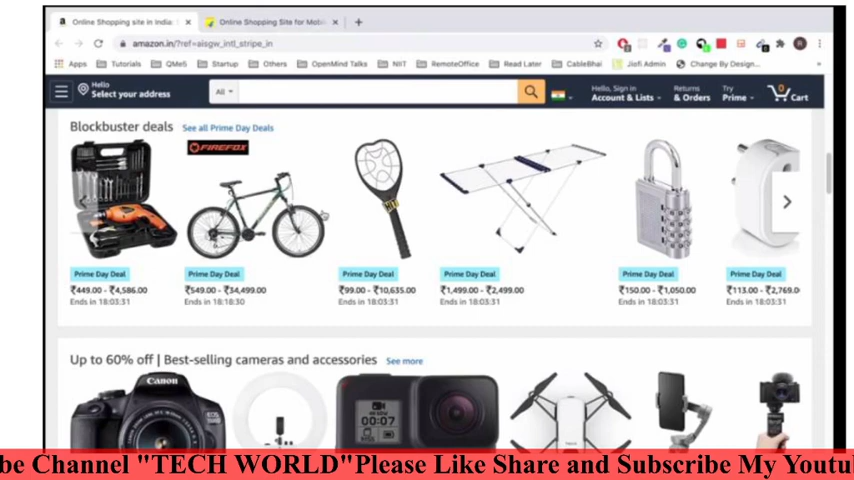 Online Shopping site in India:
Online Shopping Site for Mobil
amazon.in/?ref=aisgw_intl_stripe_in
R
Apps Tutorials QMe5 Startup Others OpenMind Talks NIIT RemoteOffice Read Later CableBhai Jiofi Admin Change By Design...
Hello
Select your address
All
Hello, Sign in
Account & Lists
Returns
& Orders
Try
Prime
0
Cart
Blockbuster deals See all Prime Day Deals
FIREFOX
Prime Day Deal Prime Day Deal Prime Day Deal Prime Day Deal Prime Day Deal Prime Day Deal
₹449.00 - ₹4,586.00 ₹549.00 - ₹34,499.00 ₹99.00 - ₹10,635.00 ₹1,499.00 - ₹2,499.00 ₹150.00 - ₹1,050.00 ₹113.00 - ₹2,769.0
Ends in 18:03:31 Ends in 18:18:30 Ends in 18:03:31 Ends in 18:03:31 Ends in 18:03:31 Ends in 18:03:31
Up to 60% off | Best-selling cameras and accessories See more
Canon
00:07
be Channel "TECH WORLD"Please Like Share and Subscribe My Youtu